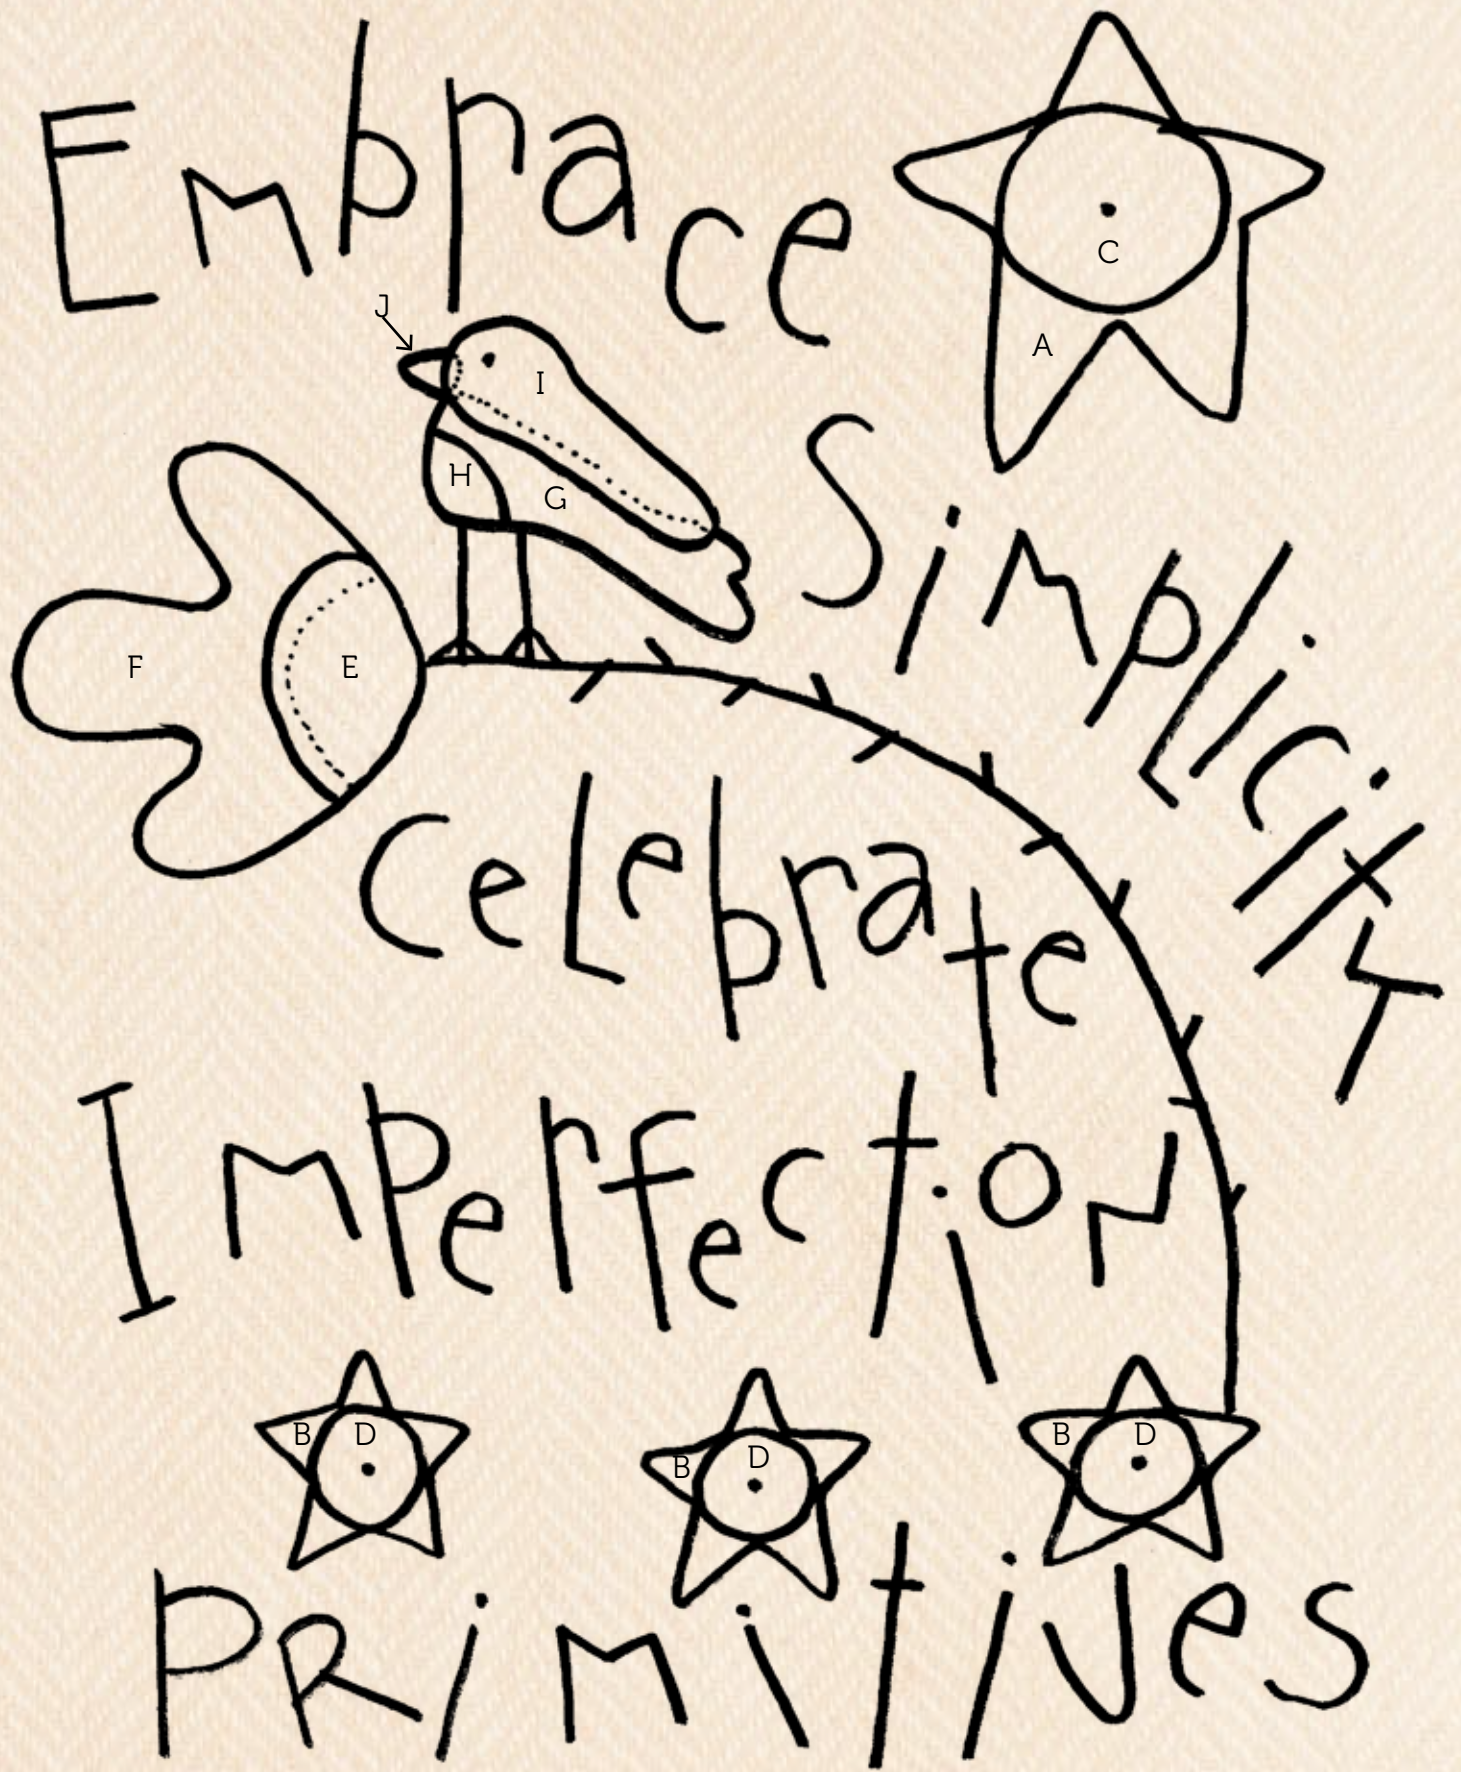 Embrace
C
A
J
I
H
G
Simplicity
F
E
Celebrate
Imperfection
B D
B D
B D
PRimitives